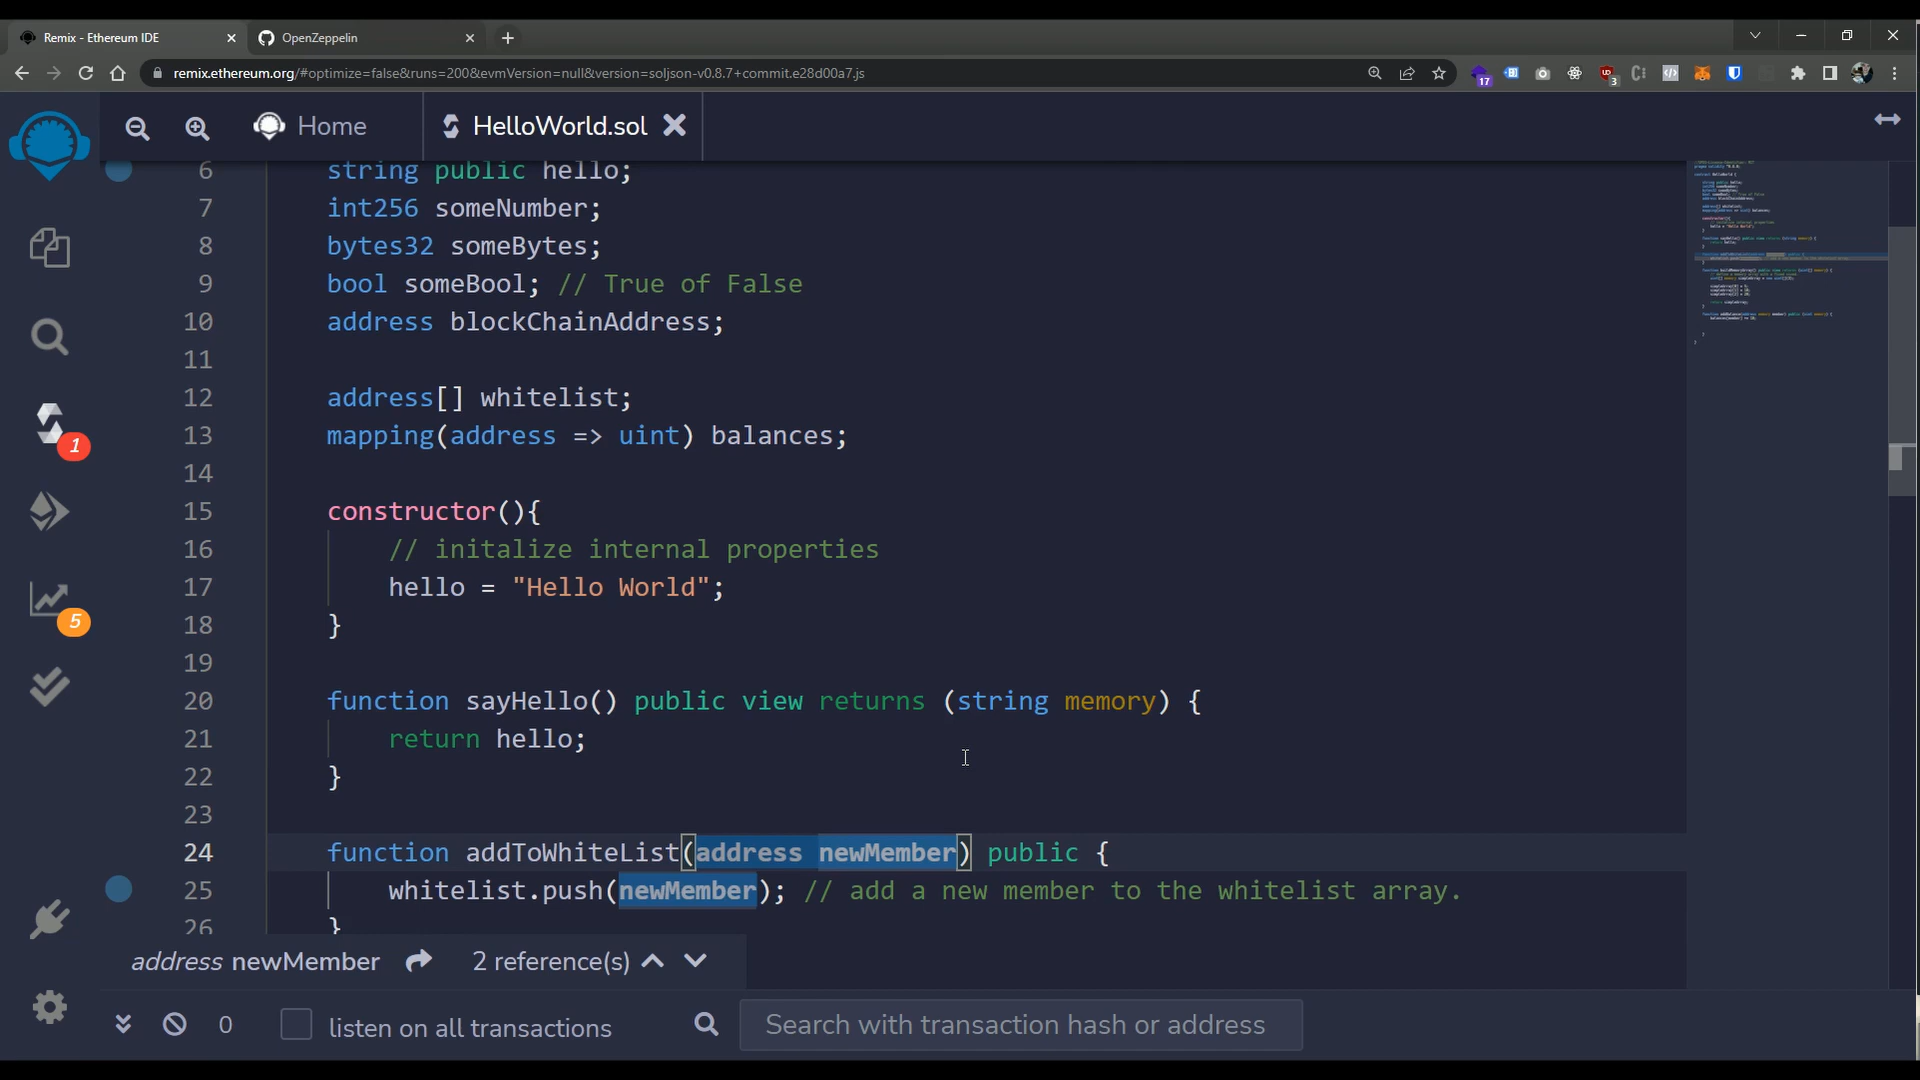 Remix - Ethereum IDE
OpenZeppelin
remix.ethereum.org/#optimize=false&runs=200&evmVersion=null&version=soljson-v0.8.7+commit.e28d00a7.js
17
3
Home
HelloWorld.sol
6 string public hello;
7 int256 someNumber;
8 bytes32 someBytes;
9 bool someBool; // True of False
10 address blockChainAddress;
11
12 address[] whitelist;
13 mapping(address => uint) balances;
14
15 constructor(){
16 // initalize internal properties
17 hello = "Hello World";
18 }
19
20 function sayHello() public view returns (string memory) {
21 return hello;
22 }
23
24 function addToWhiteList(address newMember) public {
25 whitelist.push(newMember); // add a new member to the whitelist array.
26 }
1
5
address newMember 2 reference(s)
0 listen on all transactions Search with transaction hash or address